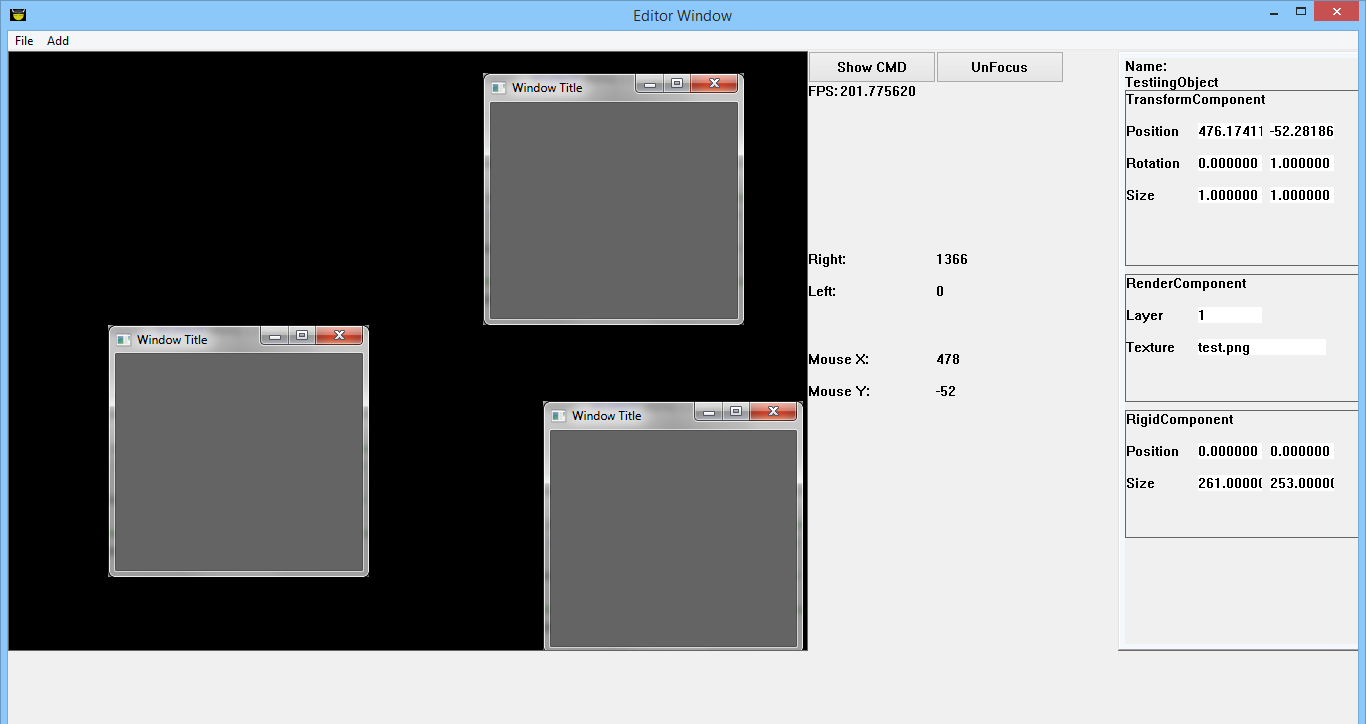 Editor Window
File Add
Window Title
Window Title
Window Title
Show CMD UnFocus
FPS: 201.775620
Right: 1366
Left: 0
Mouse X: 478
Mouse Y: -52
Name:
TestiingObject
TransformComponent
Position 476.17411 -52.28186
Rotation 0.000000 1.000000
Size 1.000000 1.000000
RenderComponent
Layer 1
Texture test.png
RigidComponent
Position 0.000000 0.000000
Size 261.00000 253.00000